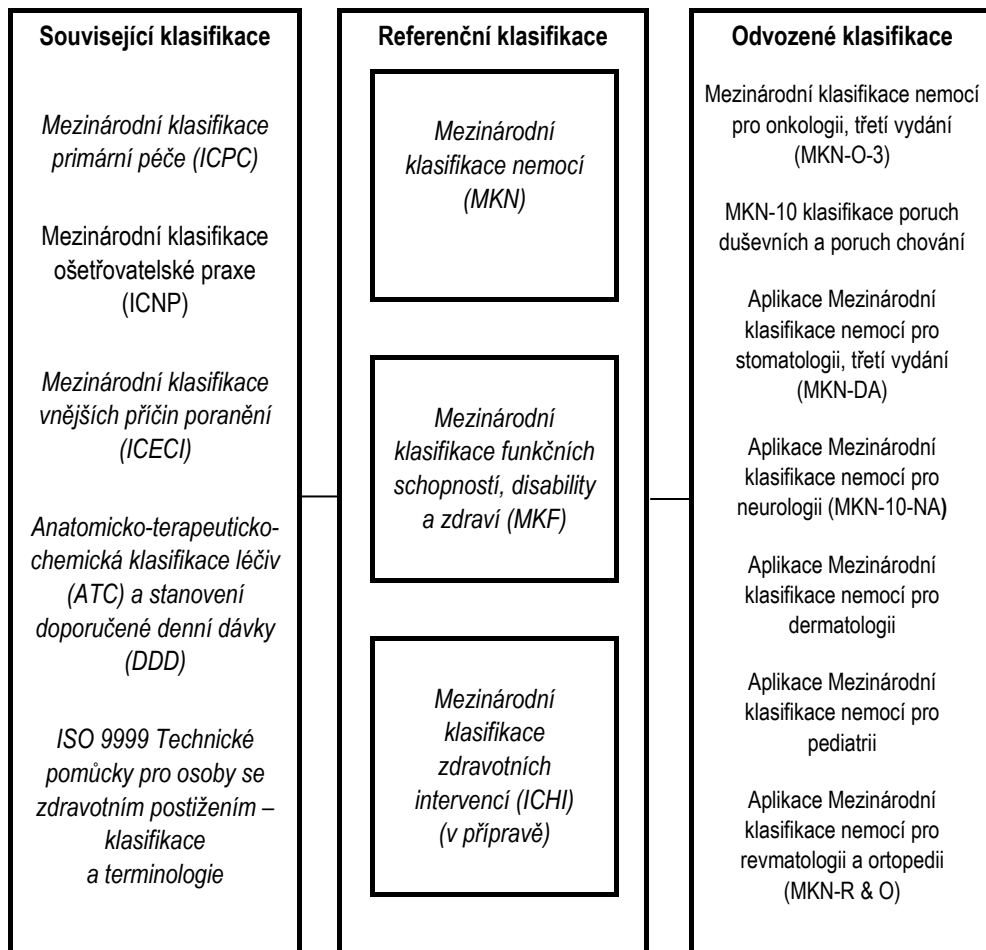 Související klasifikace
Mezinárodní klasifikace
primární péče (ICPC)
Mezinárodní klasifikace
ošetřovatelské praxe
(ICNP)
Mezinárodní klasifikace
vnějších příčin poranění
(ICECI)
Anatomicko-terapeuticko-
chemická klasifikace léčiv
(ATC) a stanovení
doporučené denní dávky
(DDD)
ISO 9999 Technické
pomůcky pro osoby se
zdravotním postižením –
klasifikace
a terminologie
Referenční klasifikace
Mezinárodní
klasifikace nemocí
(MKN)
Mezinárodní
klasifikace funkčních
schopností, disability
a zdraví (MKF)
Mezinárodní
klasifikace
zdravotních
intervencí (ICHI)
(v přípravě)
Odvozené klasifikace
Mezinárodní klasifikace nemocí
pro onkologii, třetí vydání
(MKN-O-3)
MKN-10 klasifikace poruch
duševních a poruch chování
Aplikace Mezinárodní
klasifikace nemocí pro
stomatologii, třetí vydání
(MKN-DA)
Aplikace Mezinárodní
klasifikace nemocí pro
neurologii (MKN-10-NA)
Aplikace Mezinárodní
klasifikace nemocí pro
dermatologii
Aplikace Mezinárodní
klasifikace nemocí pro
pediatrii
Aplikace Mezinárodní
klasifikace nemocí pro
revmatologii a ortopedii
(MKN-R & O)